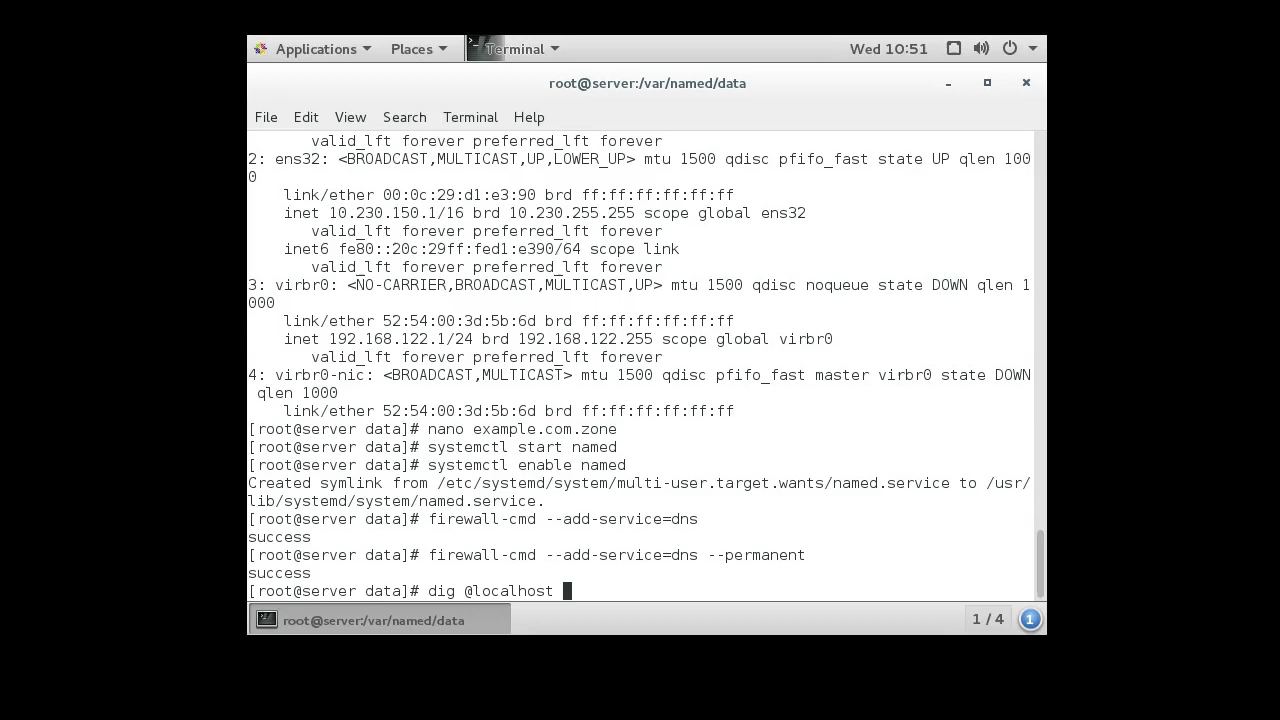 Applications Places Terminal Wed 10:51
root@server:/var/named/data
File Edit View Search Terminal Help
valid_lft forever preferred_lft forever
2: ens32: <BROADCAST,MULTICAST,UP,LOWER_UP> mtu 1500 qdisc pfifo_fast state UP qlen 100
0
link/ether 00:0c:29:d1:e3:90 brd ff:ff:ff:ff:ff:ff
inet 10.230.150.1/16 brd 10.230.255.255 scope global ens32
valid_lft forever preferred_lft forever
inet6 fe80::20c:29ff:fed1:e390/64 scope link
valid_lft forever preferred_lft forever
3: virbr0: <NO-CARRIER,BROADCAST,MULTICAST,UP> mtu 1500 qdisc noqueue state DOWN qlen 1
000
link/ether 52:54:00:3d:5b:6d brd ff:ff:ff:ff:ff:ff
inet 192.168.122.1/24 brd 192.168.122.255 scope global virbr0
valid_lft forever preferred_lft forever
4: virbr0-nic: <BROADCAST,MULTICAST> mtu 1500 qdisc pfifo_fast master virbr0 state DOWN
qlen 1000
link/ether 52:54:00:3d:5b:6d brd ff:ff:ff:ff:ff:ff
[root@server data]# nano example.com.zone
[root@server data]# systemctl start named
[root@server data]# systemctl enable named
Created symlink from /etc/systemd/system/multi-user.target.wants/named.service to /usr/
lib/systemd/system/named.service.
[root@server data]# firewall-cmd --add-service=dns
success
[root@server data]# firewall-cmd --add-service=dns --permanent
success
[root@server data]# dig @localhost
root@server:/var/named/data 1 / 4 1